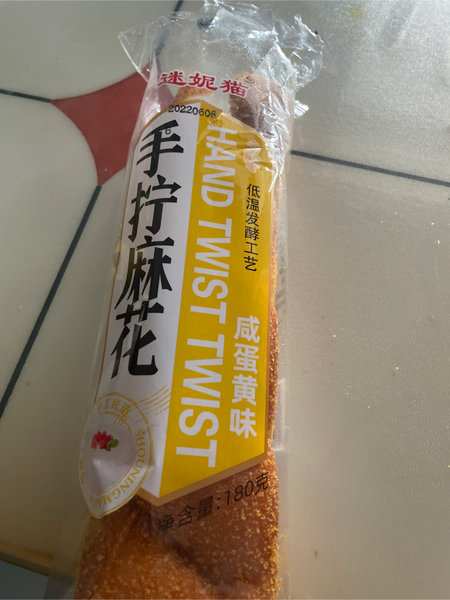 迷妮猫®
20220608
手拧麻花
HAND TWIST TWIST
低温发酵工艺
咸蛋黄味
净含量:180克